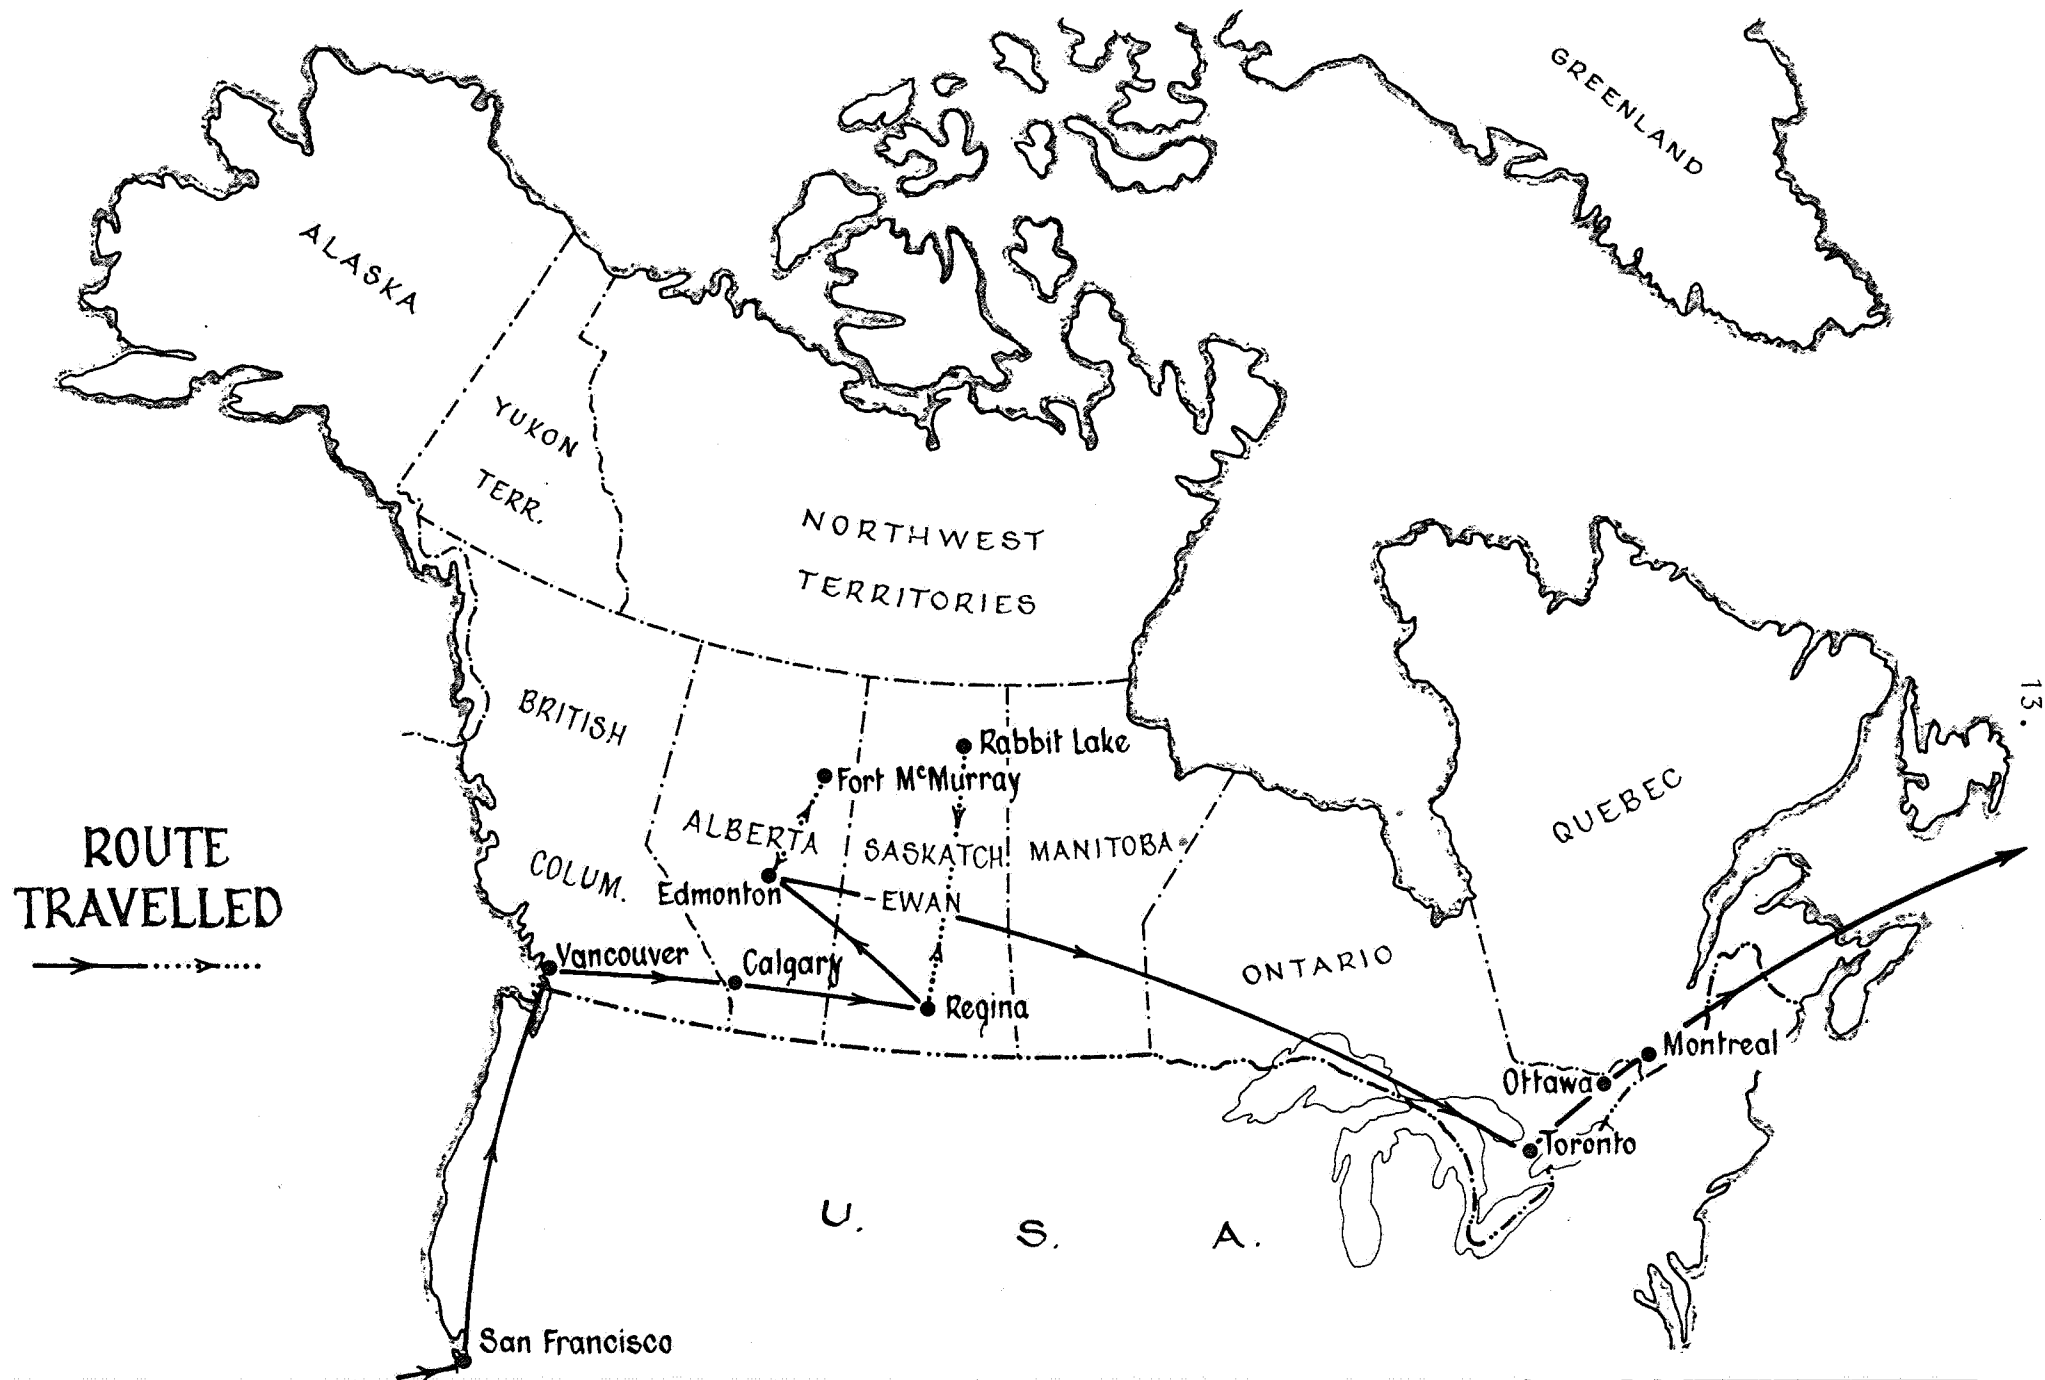 GREENLAND
ALASKA
YUKON
TERR.
NORTHWEST
TERRITORIES
13.
BRITISH
COLUM.
Rabbit Lake
Fort McMurray
ALBERTA
SASKATCH
-EWAN
MANITOBA
QUEBEC
ROUTE
TRAVELLED
Edmonton
Vancouver
Calgary
Regina
ONTARIO
Montreal
Ottawa
Toronto
U. S. A.
San Francisco